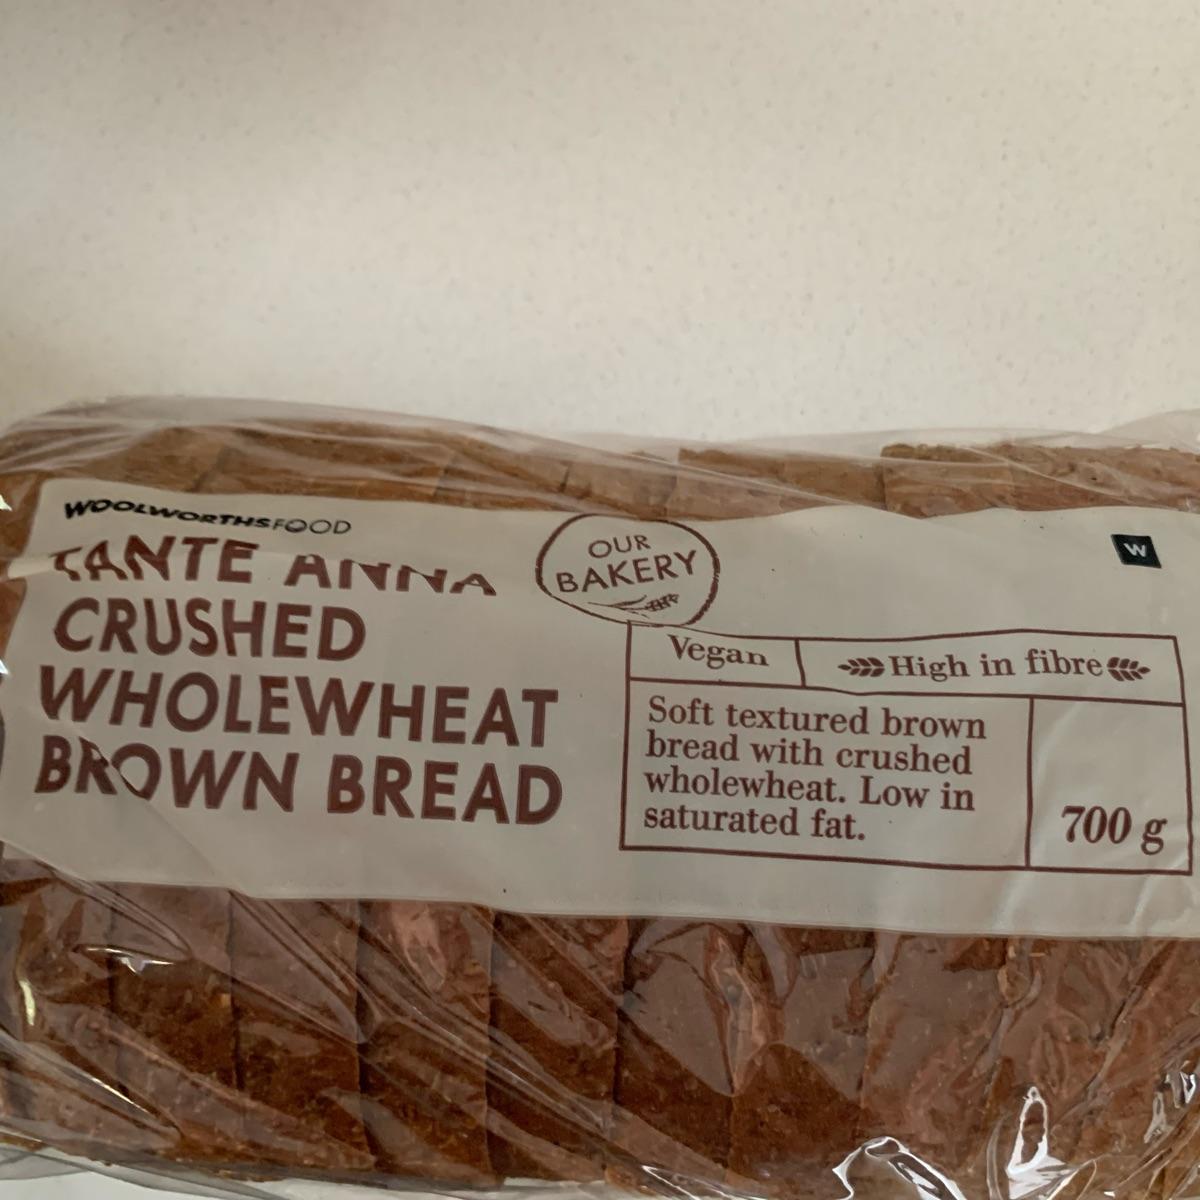 WOOLWORTHSFOOD
TANTE ANNA
CRUSHED
WHOLEWHEAT
BROWN BREAD
OUR
BAKERY
W
Vegan
High in fibre
Soft textured brown
bread with crushed
wholewheat. Low in
saturated fat.
700 g